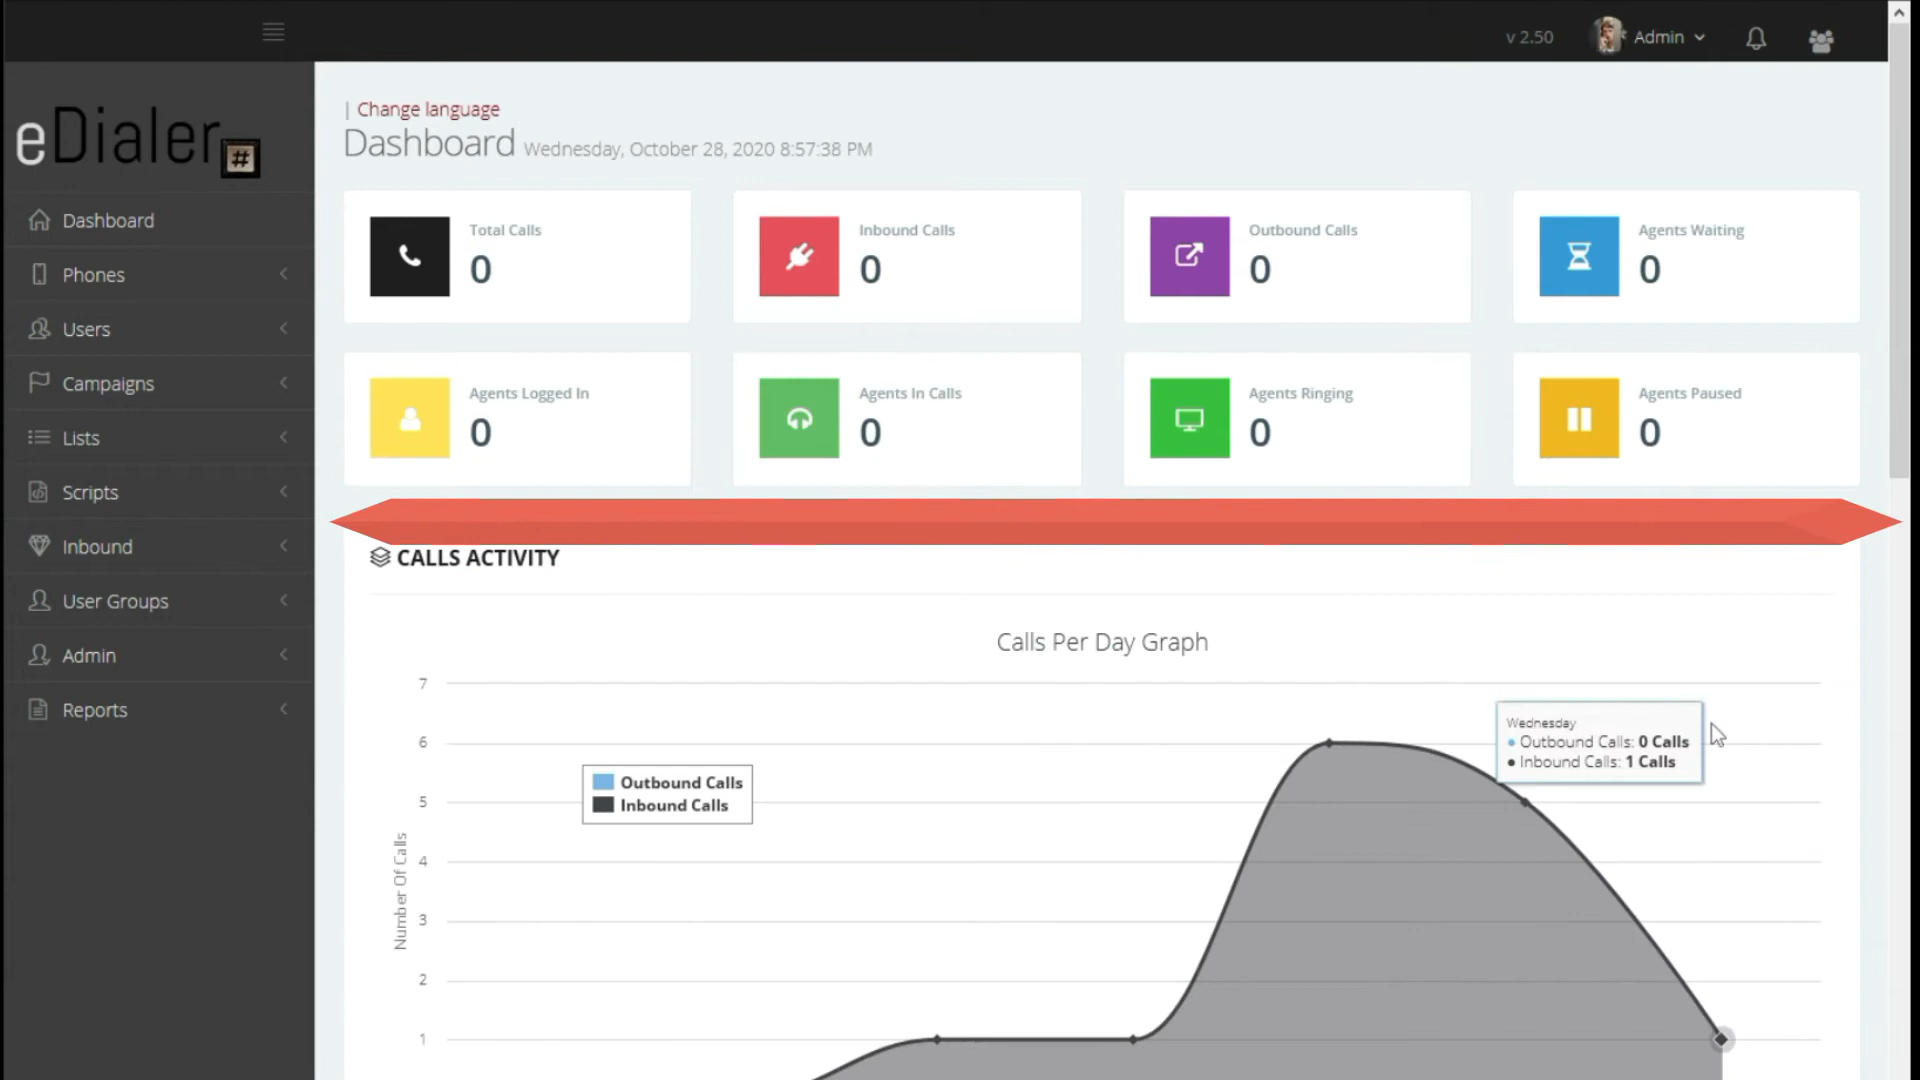 v 2.50
Admin
eDialer #
| Change language
Dashboard Wednesday, October 28, 2020 8:57:38 PM
Dashboard
Phones
Users
Campaigns
Lists
Scripts
Inbound
User Groups
Admin
Reports
Total Calls
0
Inbound Calls
0
Outbound Calls
0
Agents Waiting
0
Agents Logged In
0
Agents In Calls
0
Agents Ringing
0
Agents Paused
0
CALLS ACTIVITY
Calls Per Day Graph
Number Of Calls
7
6
5
4
3
2
1
Outbound Calls
Inbound Calls
Wednesday
Outbound Calls: 0 Calls
Inbound Calls: 1 Calls